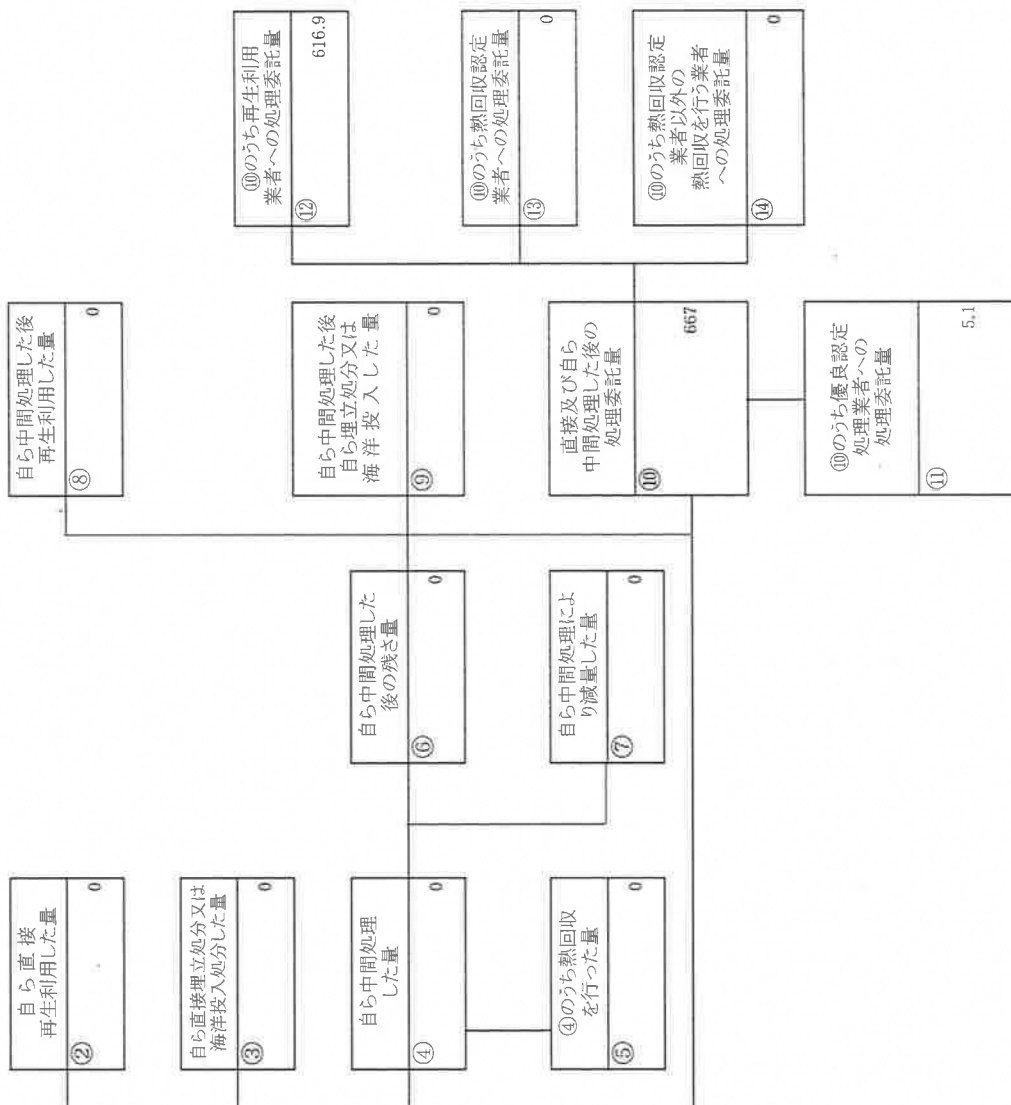 自ら直接
再生利用した量
②
0
自ら直接埋立処分又は
海洋投入処分した量
③
0
自ら中間処理
した量
④
0
④のうち熱回収
を行った量
⑤
0
自ら中間処理した
後の残さ量
⑥
0
自ら中間処理によ
り減量した量
⑦
0
自ら中間処理した後
再生利用した量
⑧
0
自ら中間処理した後
自ら埋立処分又は
海洋投入した量
⑨
0
直接及び自ら
中間処理した後の
処理委託量
⑩
667
⑩のうち優良認定
処理業者への
処理委託量
⑪
5.1
⑩のうち再生利用
業者への処理委託量
⑫
616.9
⑩のうち熱回収認定
業者への処理委託量
⑬
0
⑩のうち熱回収認定
業者以外の
熱回収を行う業者
への処理委託量
⑭
0